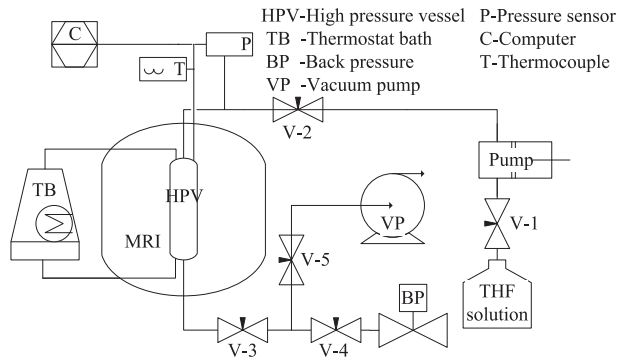 HPV-High pressure vessel
P-Pressure sensor
TB -Thermostat bath
C-Computer
BP -Back pressure
T-Thermocouple
VP -Vacuum pump
C
P
T
V-2
Pump
HPV
TB
MRI
VP
V-1
V-5
THF
solution
BP
V-3
V-4